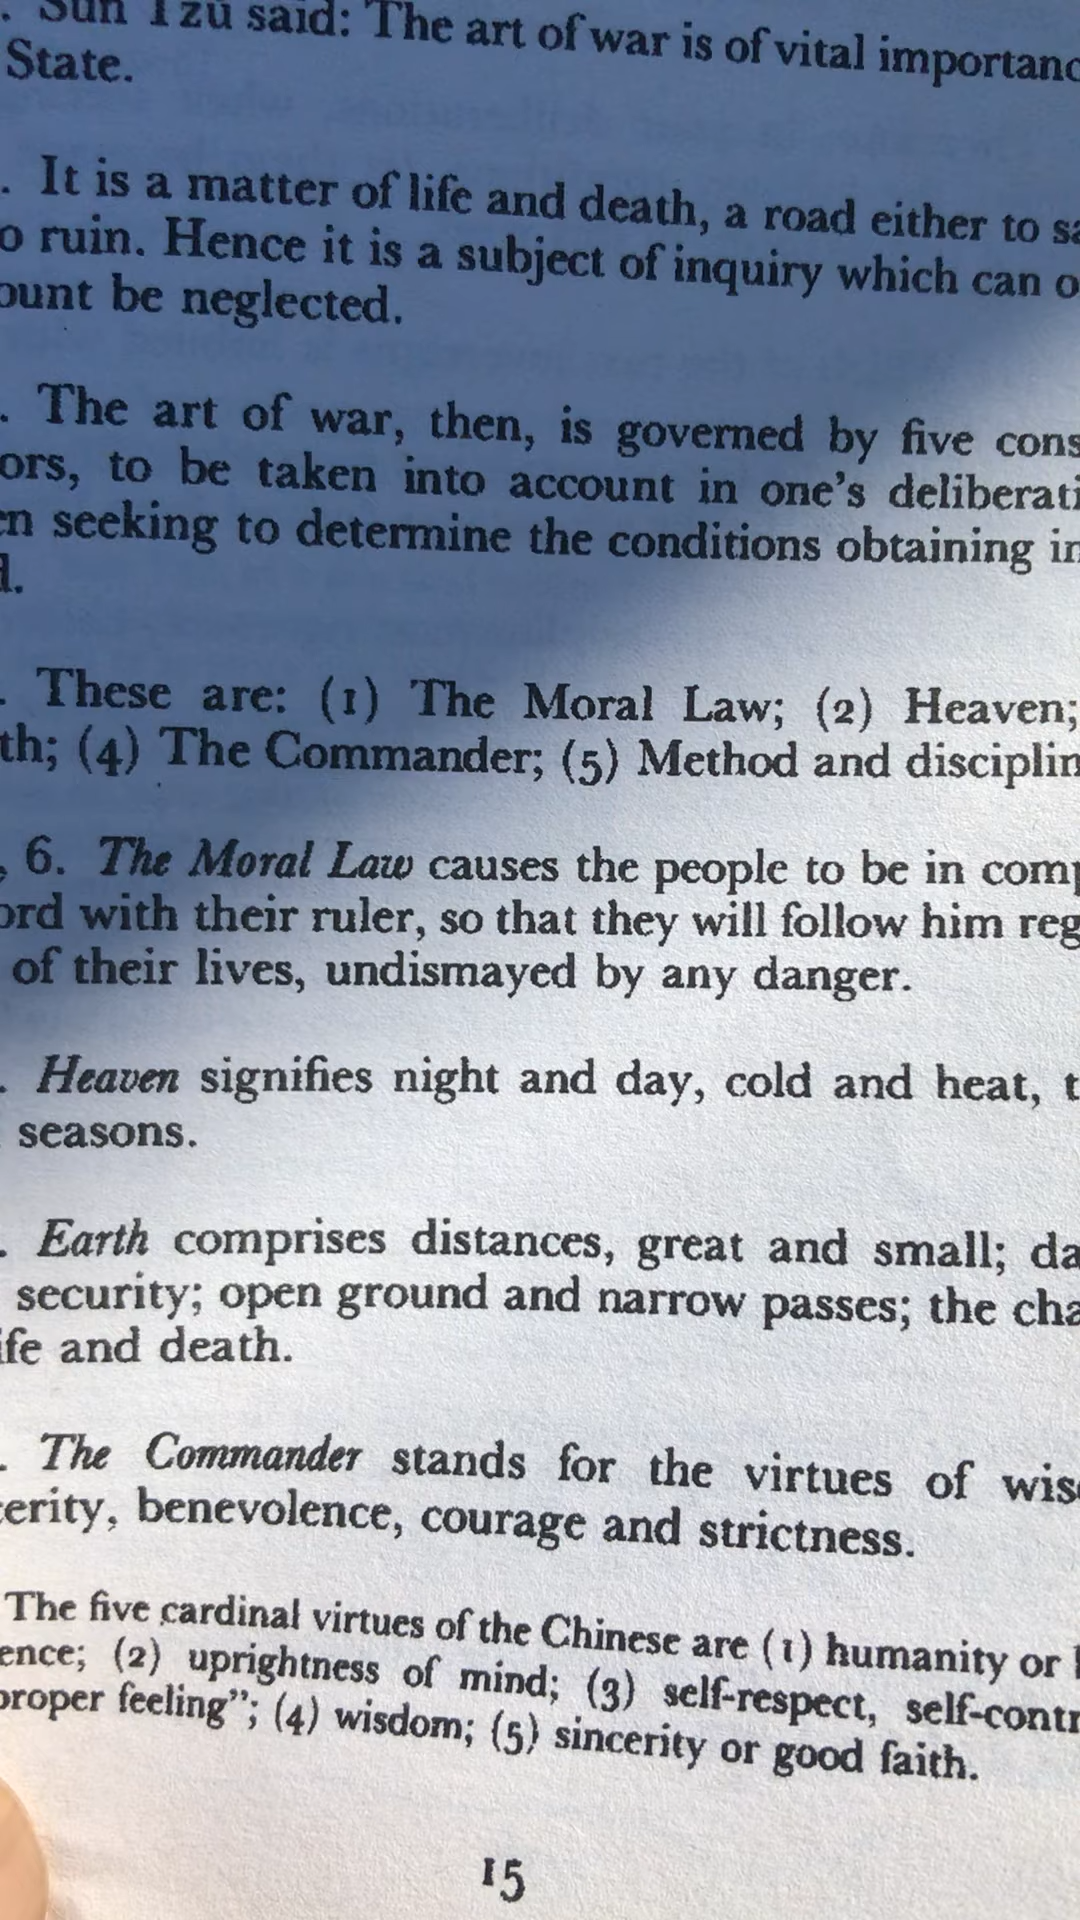 . Sun Tzŭ said: The art of war is of vital importanc
State.
. It is a matter of life and death, a road either to sa
o ruin. Hence it is a subject of inquiry which can o
ount be neglected.
. The art of war, then, is governed by five cons
ors, to be taken into account in one's deliberati
en seeking to determine the conditions obtaining in
d.
. These are: (1) The Moral Law; (2) Heaven;
th; (4) The Commander; (5) Method and disciplin
, 6. The Moral Law causes the people to be in comp
ord with their ruler, so that they will follow him reg
of their lives, undismayed by any danger.
. Heaven signifies night and day, cold and heat, t
seasons.
. Earth comprises distances, great and small; da
security; open ground and narrow passes; the cha
ife and death.
. The Commander stands for the virtues of wis
cerity, benevolence, courage and strictness.
The five cardinal virtues of the Chinese are (1) humanity or
ence; (2) uprightness of mind; (3) self-respect, self-contr
proper feeling"; (4) wisdom; (5) sincerity or good faith.
15